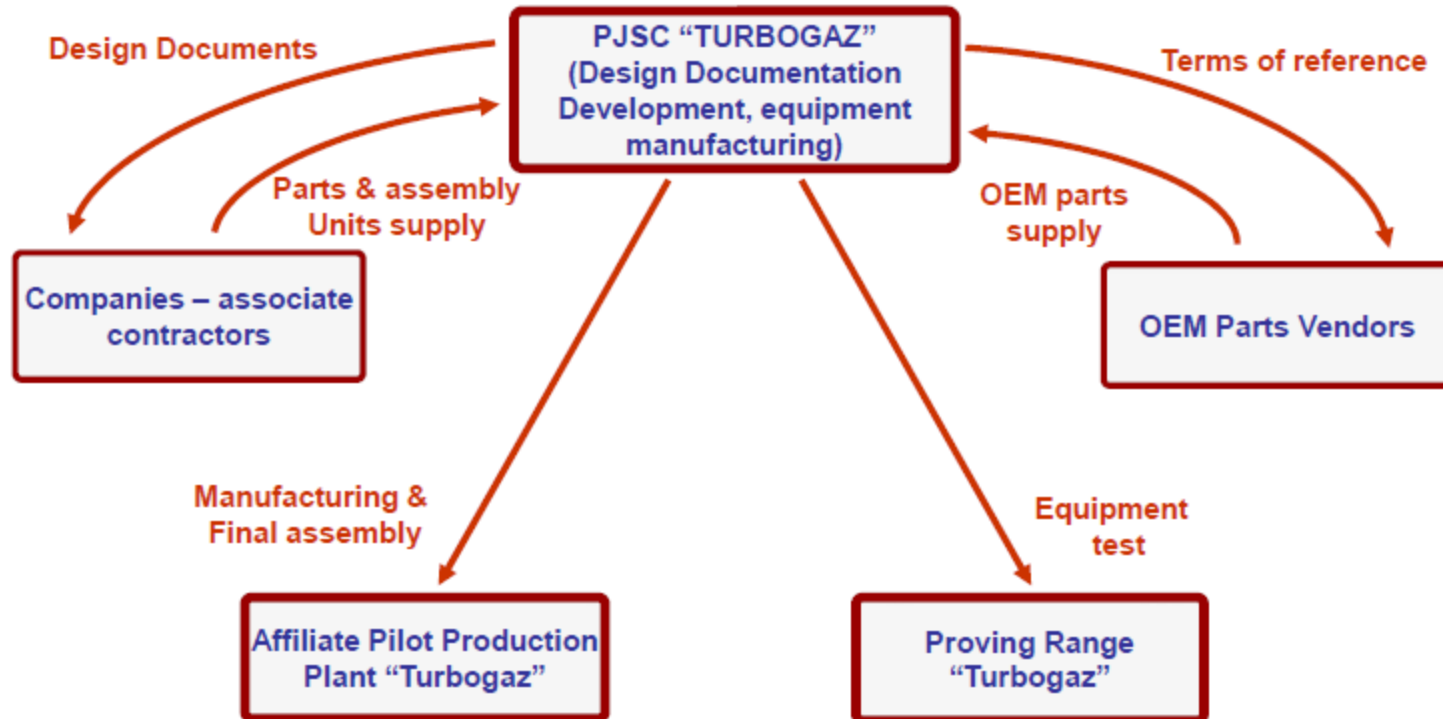 PJSC “TURBOGAZ”
(Design Documentation
Development, equipment
manufacturing)
Design Documents
Terms of reference
Parts & assembly
Units supply
OEM parts
supply
Companies – associate
contractors
OEM Parts Vendors
Manufacturing &
Final assembly
Equipment
test
Affiliate Pilot Production
Plant “Turbogaz”
Proving Range
“Turbogaz”